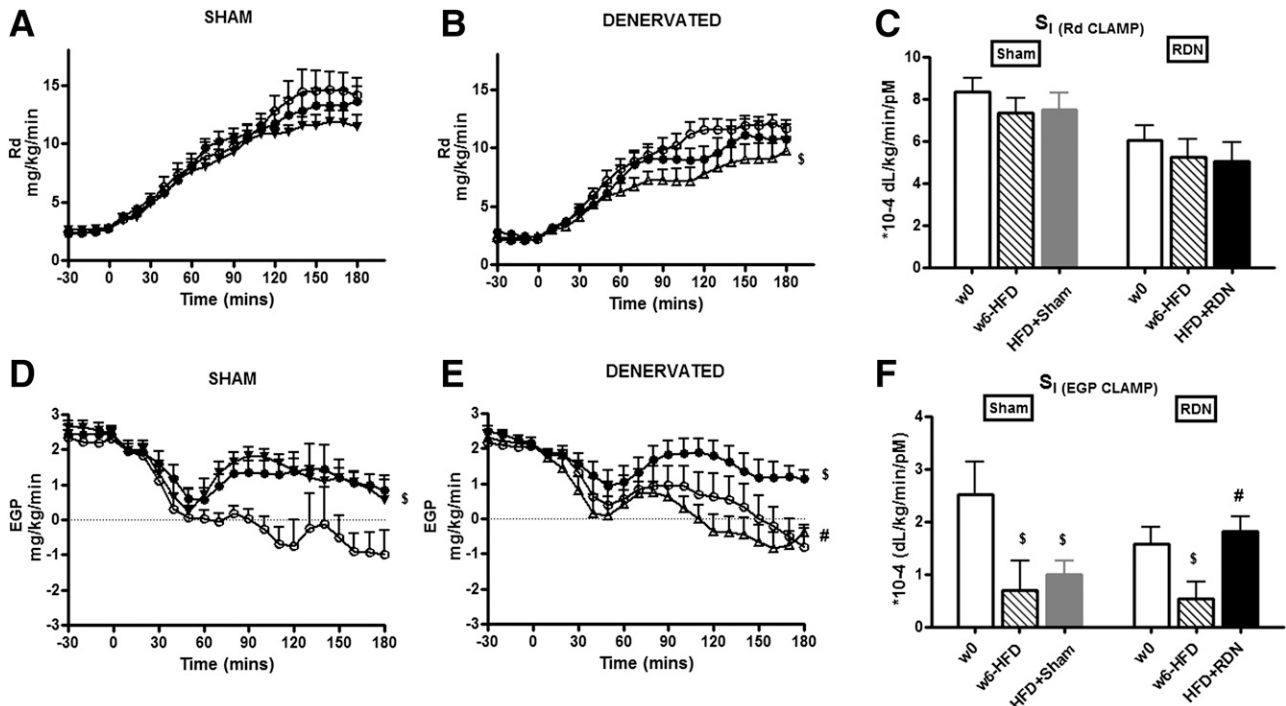 A
SHAM
Rd
mg/kg/min
15
10
5
0
-30 0 30 60 90 120 150 180
Time (mins)
B
DENERVATED
Rd
mg/kg/min
15
10
5
0
$
-30 0 30 60 90 120 150 180
Time (mins)
C
SI (Rd CLAMP)
Sham RDN
*10-4 dL/kg/min/pM
10
8
6
4
2
0
w0 w6-HFD HFD+Sham w0 w6-HFD HFD+RDN
D
SHAM
EGP
mg/kg/min
3
2
1
0
-1
-2
-3
$
-30 0 30 60 90 120 150 180
Time (mins)
E
DENERVATED
EGP
mg/kg/min
3
2
1
0
-1
-2
-3
$
#
-30 0 30 60 90 120 150 180
Time (mins)
F
SI (EGP CLAMP)
Sham RDN
*10-4 (dL/kg/min/pM)
4
3
2
1
0
$ $ $ #
w0 w6-HFD HFD+Sham w0 w6-HFD HFD+RDN